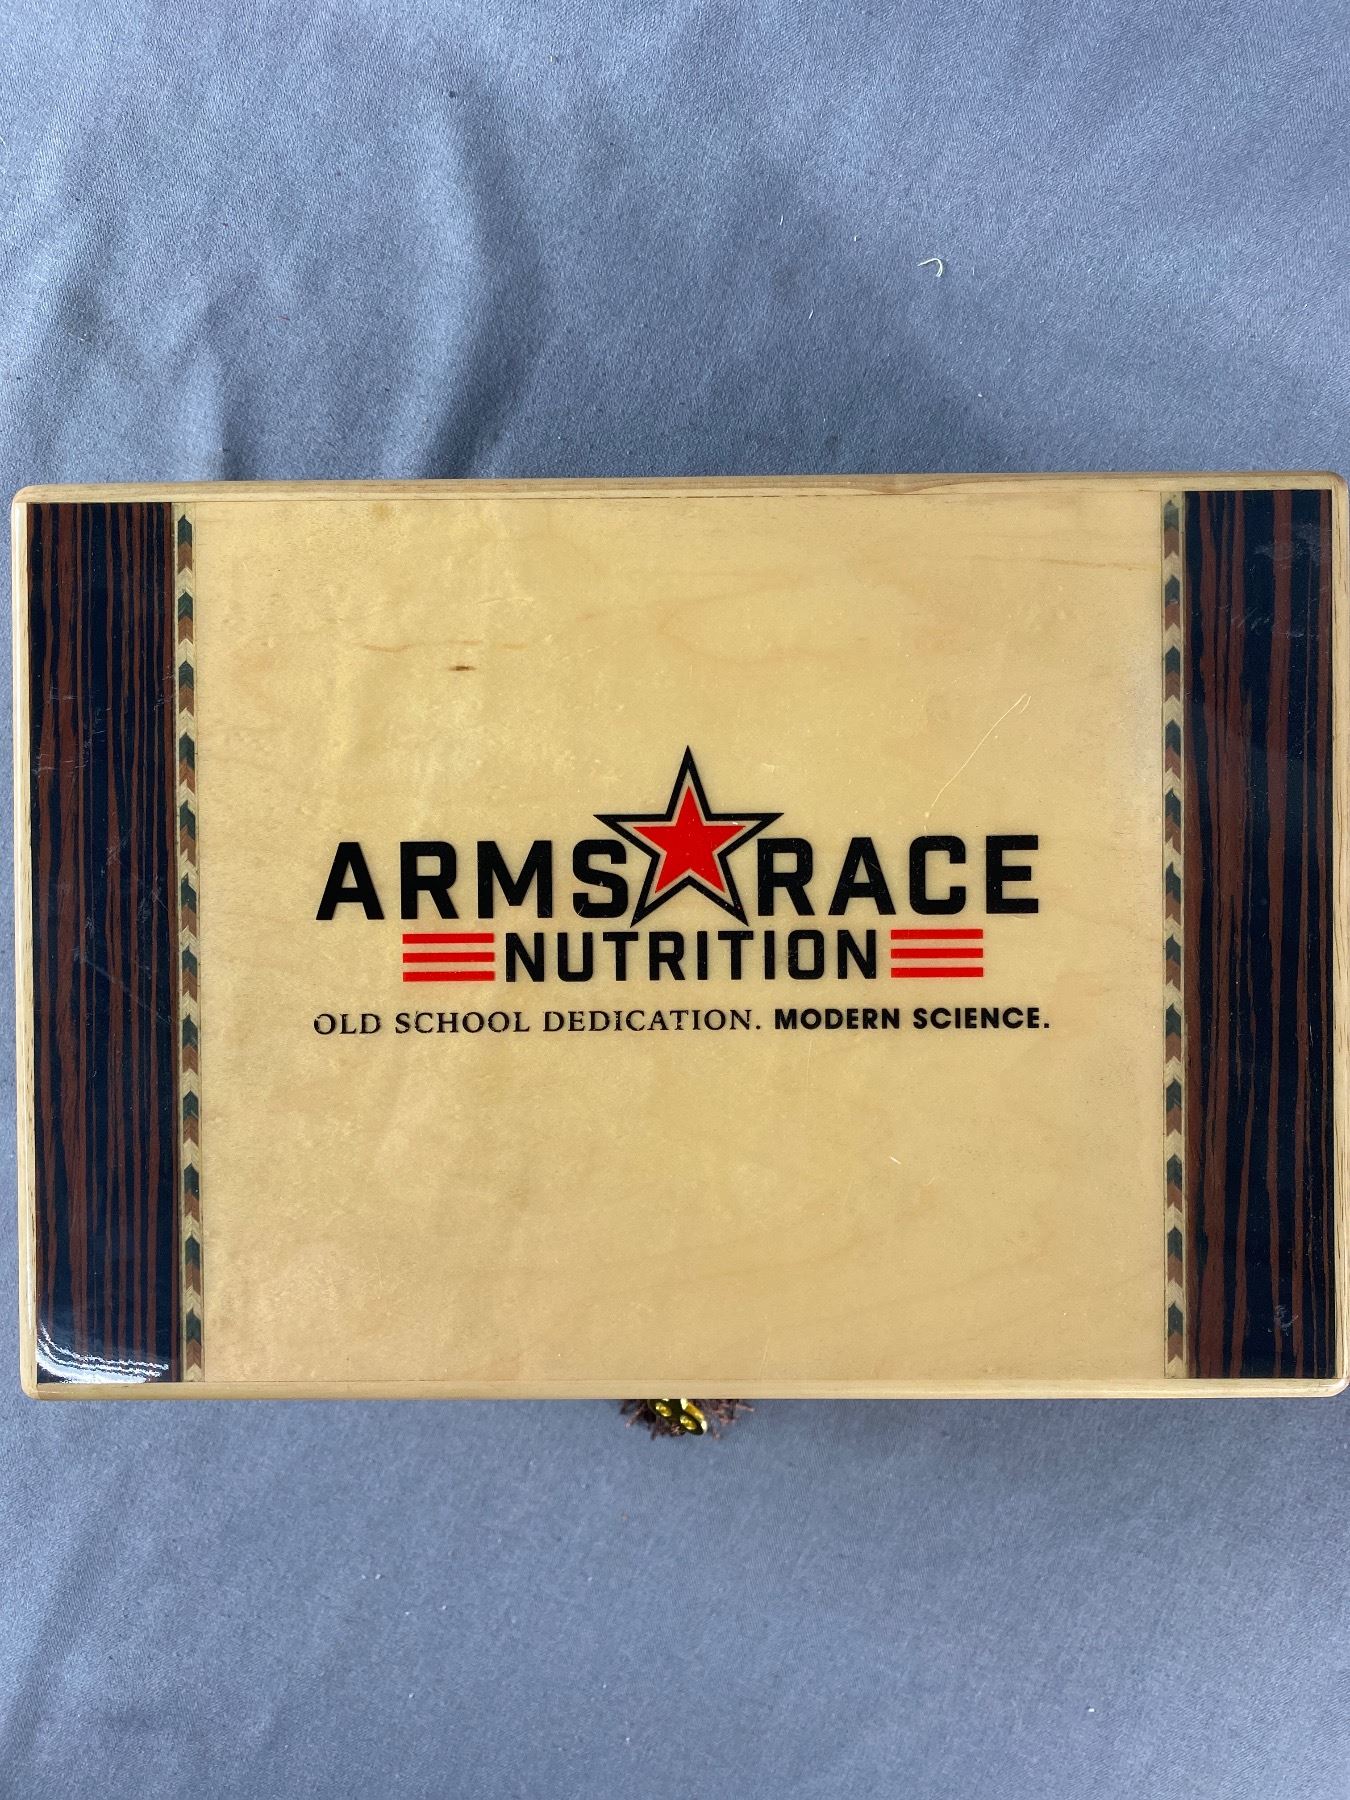 ARMS RACE
NUTRITION
OLD SCHOOL DEDICATION. MODERN SCIENCE.